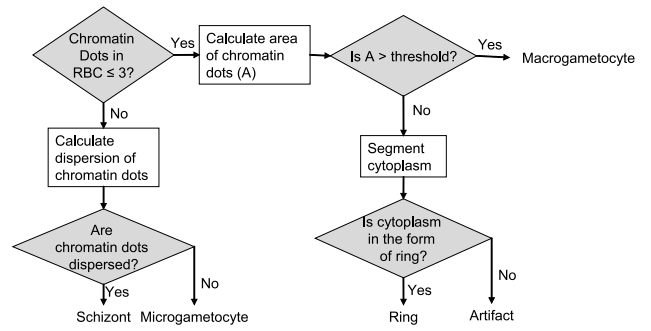 Chromatin
Dots in
RBC ≤ 3?
Yes
Calculate area
of chromatin
dots (A)
Is A > threshold?
Yes
Macrogametocyte
No
Calculate
dispersion of
chromatin dots
No
Segment
cytoplasm
Are
chromatin dots
dispersed?
Yes
No
Schizont
Microgametocyte
Is cytoplasm
in the form
of ring?
Yes
No
Ring
Artifact